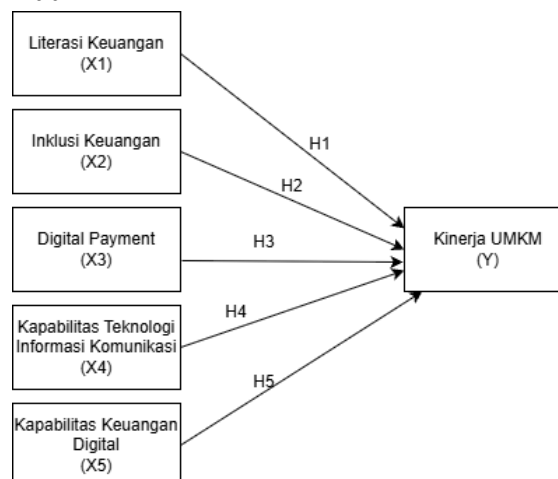 Literasi Keuangan
(X1)
H1
Inklusi Keuangan
(X2)
H2
Digital Payment
(X3)
H3
Kinerja UMKM
(Y)
Kapabilitas Teknologi
Informasi Komunikasi
(X4)
H4
Kapabilitas Keuangan
Digital
(X5)
H5